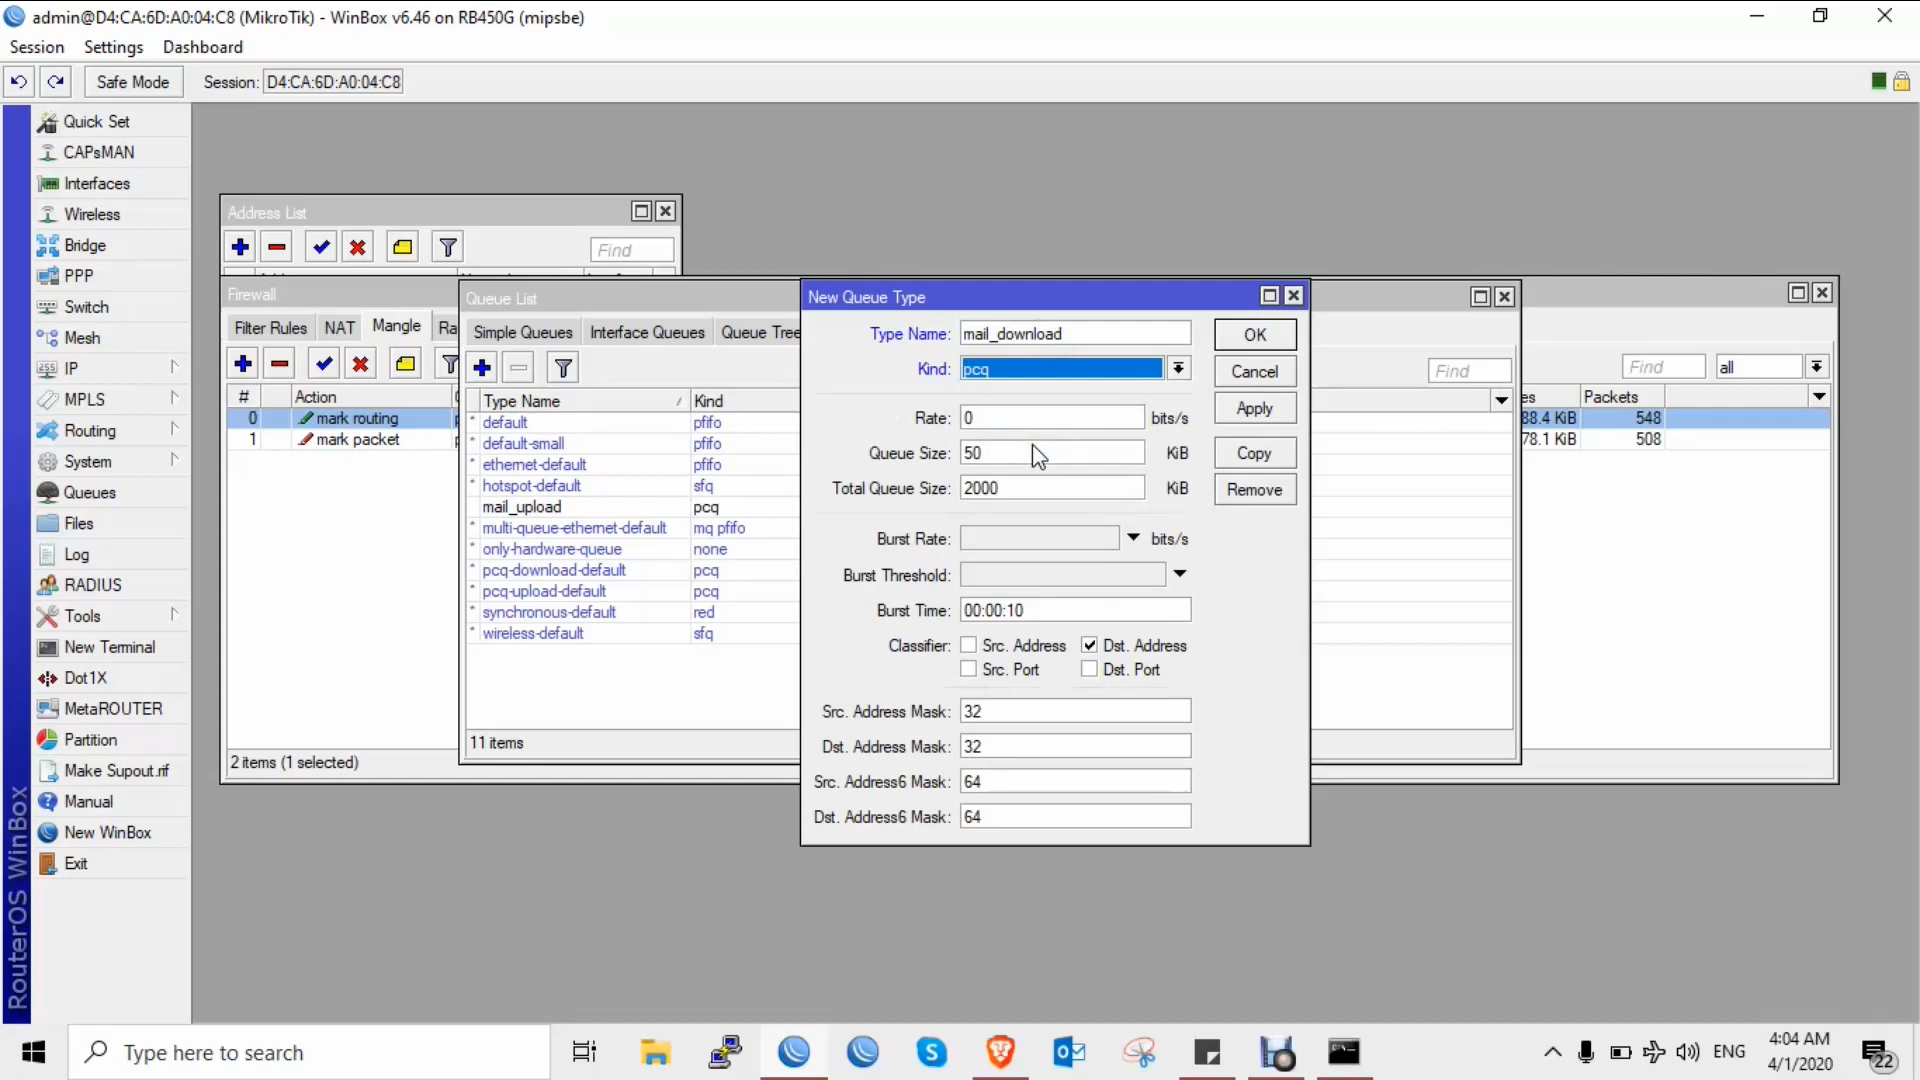 admin@D4:CA:6D:A0:04:C8 (MikroTik) - WinBox v6.46 on RB450G (mipsbe)
Session Settings Dashboard
Safe Mode Session: D4:CA:6D:A0:04:C8
Quick Set
CAPsMAN
Interfaces
Wireless
Bridge
PPP
Switch
Mesh
IP
MPLS
Routing
System
Queues
Files
Log
RADIUS
Tools
New Terminal
Dot1X
MetaROUTER
Partition
Make Supout.rif
Manual
New WinBox
Exit
RouterOS WinBox
Address List
Find
Firewall
Filter Rules NAT Mangle Ra
# Action
0 mark routing
1 mark packet
2 items (1 selected)
Queue List
Simple Queues Interface Queues Queue Tree
Type Name / Kind
* default pfifo
* default-small pfifo
* ethernet-default pfifo
* hotspot-default sfq
mail_upload pcq
* multi-queue-ethernet-default mq pfifo
* only-hardware-queue none
* pcq-download-default pcq
* pcq-upload-default pcq
* synchronous-default red
* wireless-default sfq
11 items
New Queue Type
Type Name: mail_download
Kind: pcq
Rate: 0 bits/s
Queue Size: 50 KiB
Total Queue Size: 2000 KiB
Burst Rate: bits/s
Burst Threshold:
Burst Time: 00:00:10
Classifier: Src. Address Dst. Address
Src. Port Dst. Port
Src. Address Mask: 32
Dst. Address Mask: 32
Src. Address6 Mask: 64
Dst. Address6 Mask: 64
OK
Cancel
Apply
Copy
Remove
Find
Find all
es Packets
88.4 KiB 548
78.1 KiB 508
Type here to search
ENG
4:04 AM
4/1/2020
22